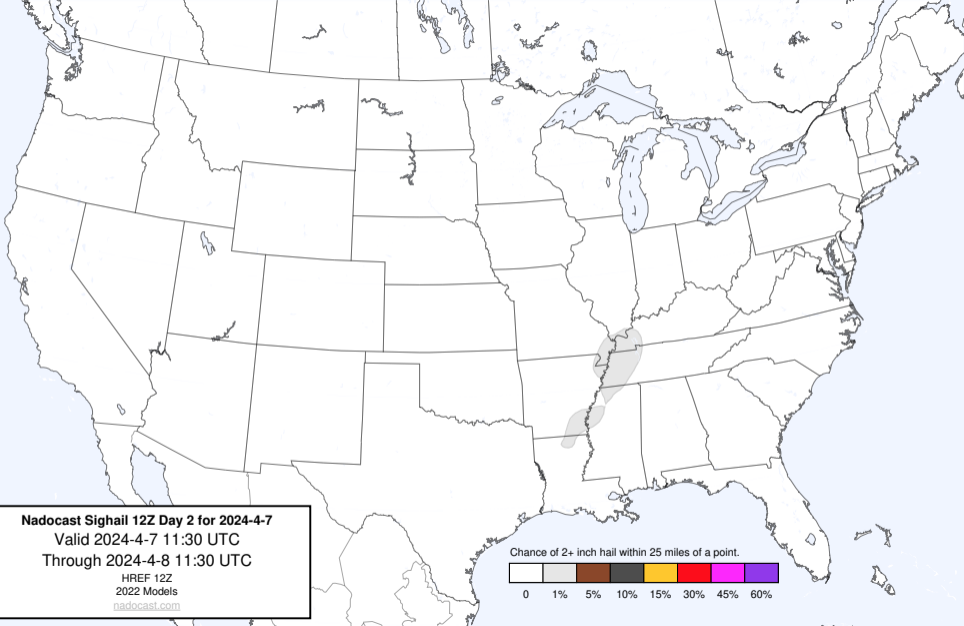 Nadocast Sighail 12Z Day 2 for 2024-4-7
Valid 2024-4-7 11:30 UTC
Through 2024-4-8 11:30 UTC
HREF 12Z
2022 Models
nadocast.com
Chance of 2+ inch hail within 25 miles of a point.
0 1% 5% 10% 15% 30% 45% 60%